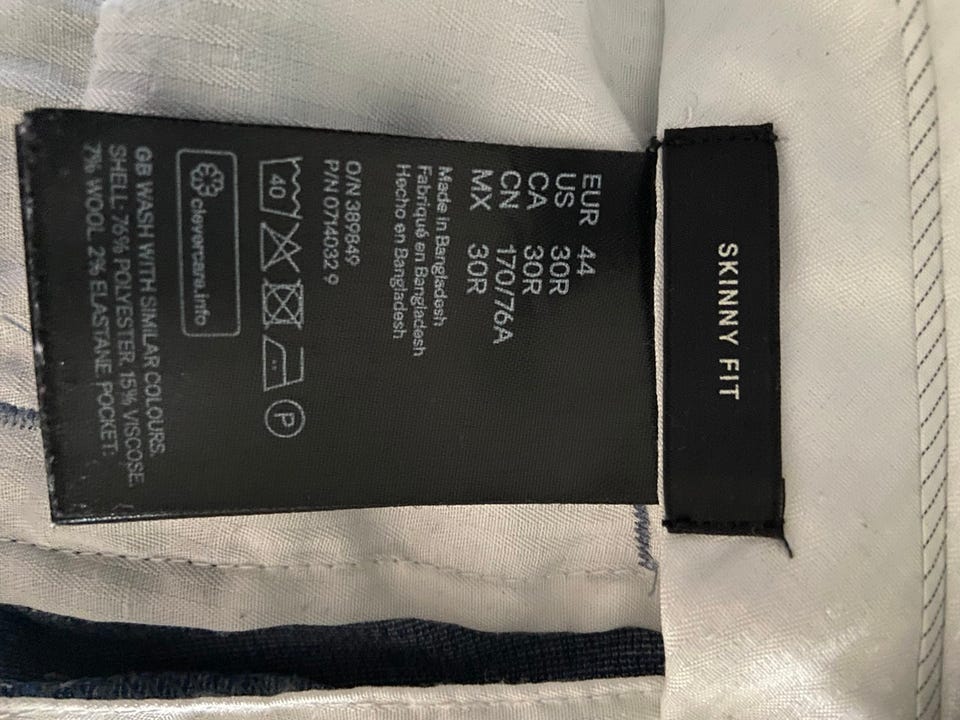 SKINNY FIT
EUR 44
US 30R
CA 30R
CN 170/76A
MX 30R
Made in Bangladesh
Fabriqué en Bangladesh
Hecho en Bangladesh
O/N 389849
P/N 0714032 9
40
P
clevercare.info
GB WASH WITH SIMILAR COLOURS.
SHELL: 76% POLYESTER. 15% VISCOSE.
7% WOOL. 2% ELASTANE POCKET: